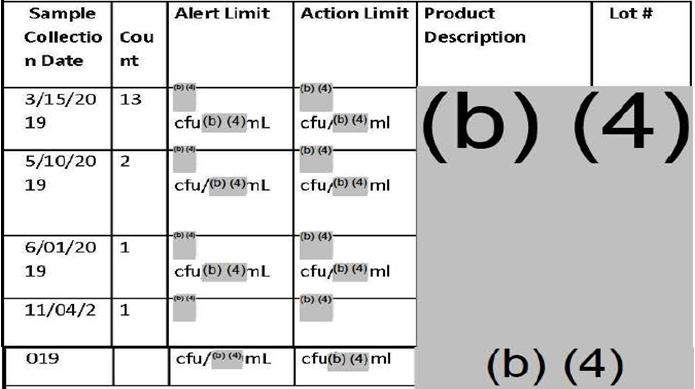 Sample Collectio n Date | Cou nt | Alert Limit | Action Limit | Product Description | Lot #
3/15/20 19 | 13 | (b) (4) cfu(b) (4)mL | (b) (4) cfu/(b) (4)ml | (b) (4)
5/10/20 19 | 2 | (b) (4) cfu/(b) (4)mL | (b) (4) cfu/(b) (4)ml
6/01/20 19 | 1 | (b) (4) cfu(b) (4)mL | (b) (4) cfu/(b) (4)ml
11/04/2 | 1 | (b) (4) | (b) (4)
019 | cfu/(b) (4)mL | cfu(b) (4)ml | (b) (4)